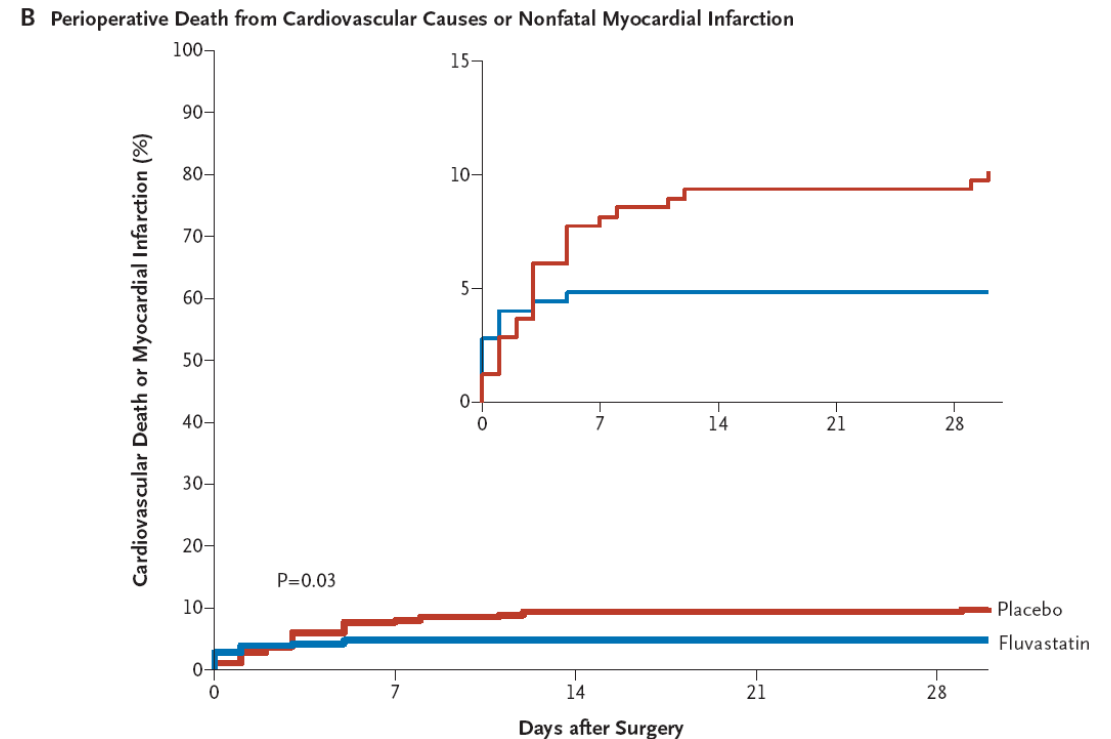 B Perioperative Death from Cardiovascular Causes or Nonfatal Myocardial Infarction
Cardiovascular Death or Myocardial Infarction (%)
100
90
80
70
60
50
40
30
20
10
0
15
10
5
0
0 7 14 21 28
P=0.03
Placebo
Fluvastatin
0 7 14 21 28
Days after Surgery